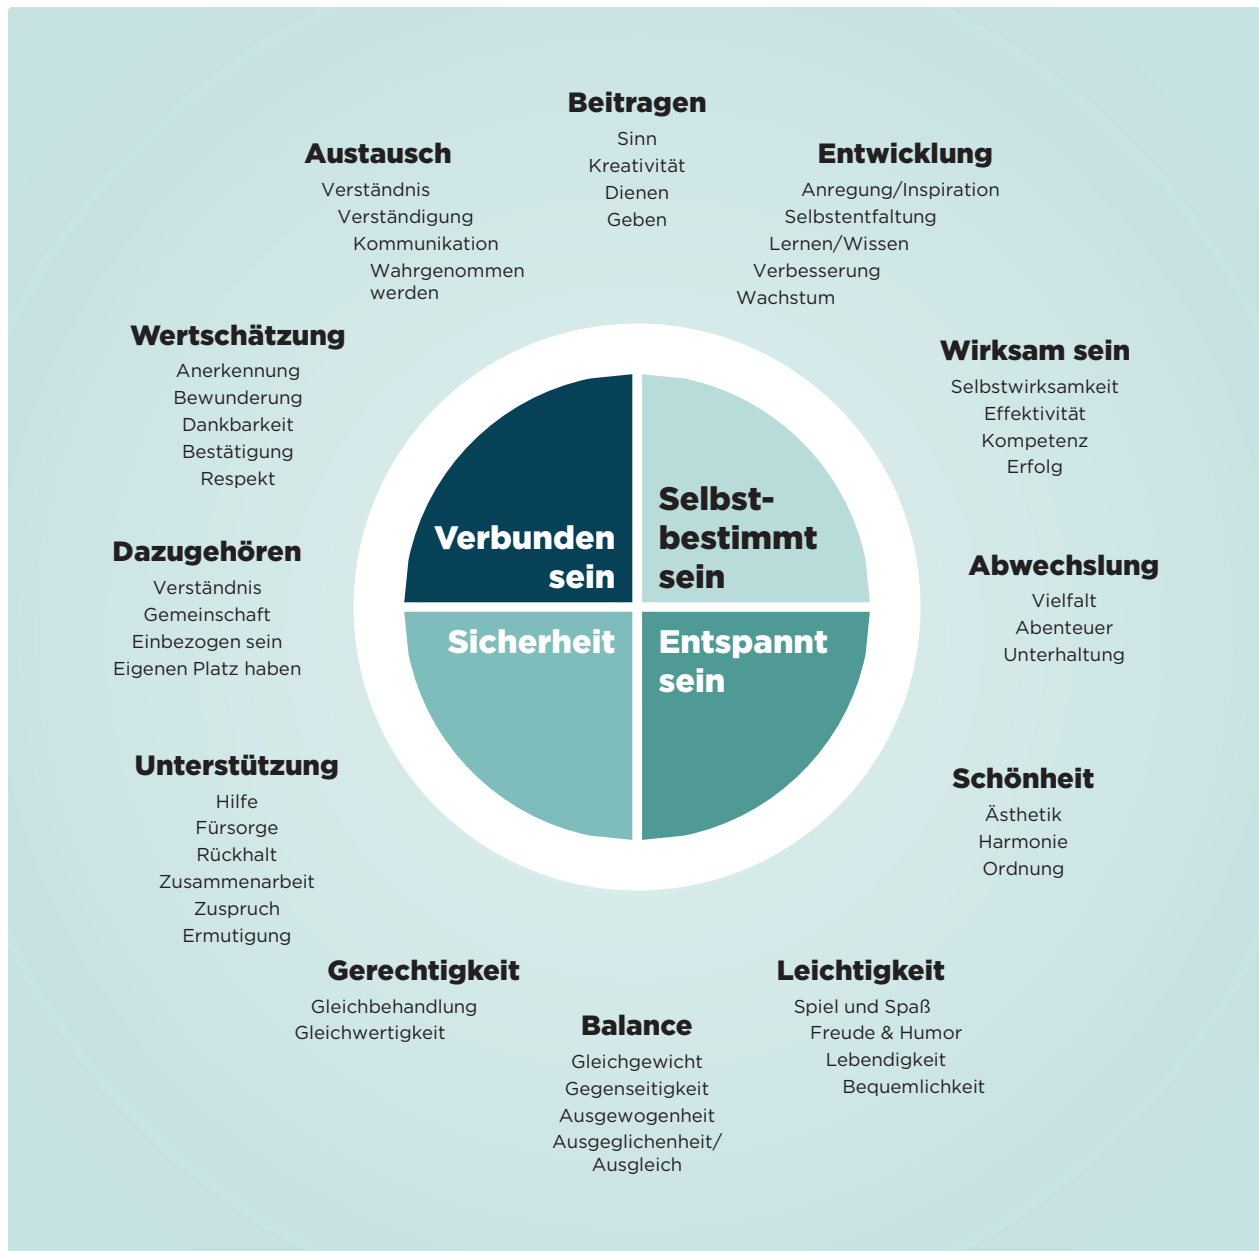 Beitragen
Sinn
Kreativität
Dienen
Geben
Austausch
Verständnis
Verständigung
Kommunikation
Wahrgenommen
werden
Entwicklung
Anregung/Inspiration
Selbstentfaltung
Lernen/Wissen
Verbesserung
Wachstum
Wertschätzung
Anerkennung
Bewunderung
Dankbarkeit
Bestätigung
Respekt
Wirksam sein
Selbstwirksamkeit
Effektivität
Kompetenz
Erfolg
Verbunden
sein
Selbst-
bestimmt
sein
Sicherheit
Entspannt
sein
Dazugehören
Verständnis
Gemeinschaft
Einbezogen sein
Eigenen Platz haben
Abwechslung
Vielfalt
Abenteuer
Unterhaltung
Unterstützung
Hilfe
Fürsorge
Rückhalt
Zusammenarbeit
Zuspruch
Ermutigung
Schönheit
Ästhetik
Harmonie
Ordnung
Gerechtigkeit
Gleichbehandlung
Gleichwertigkeit
Balance
Gleichgewicht
Gegenseitigkeit
Ausgewogenheit
Ausgeglichenheit/
Ausgleich
Leichtigkeit
Spiel und Spaß
Freude & Humor
Lebendigkeit
Bequemlichkeit